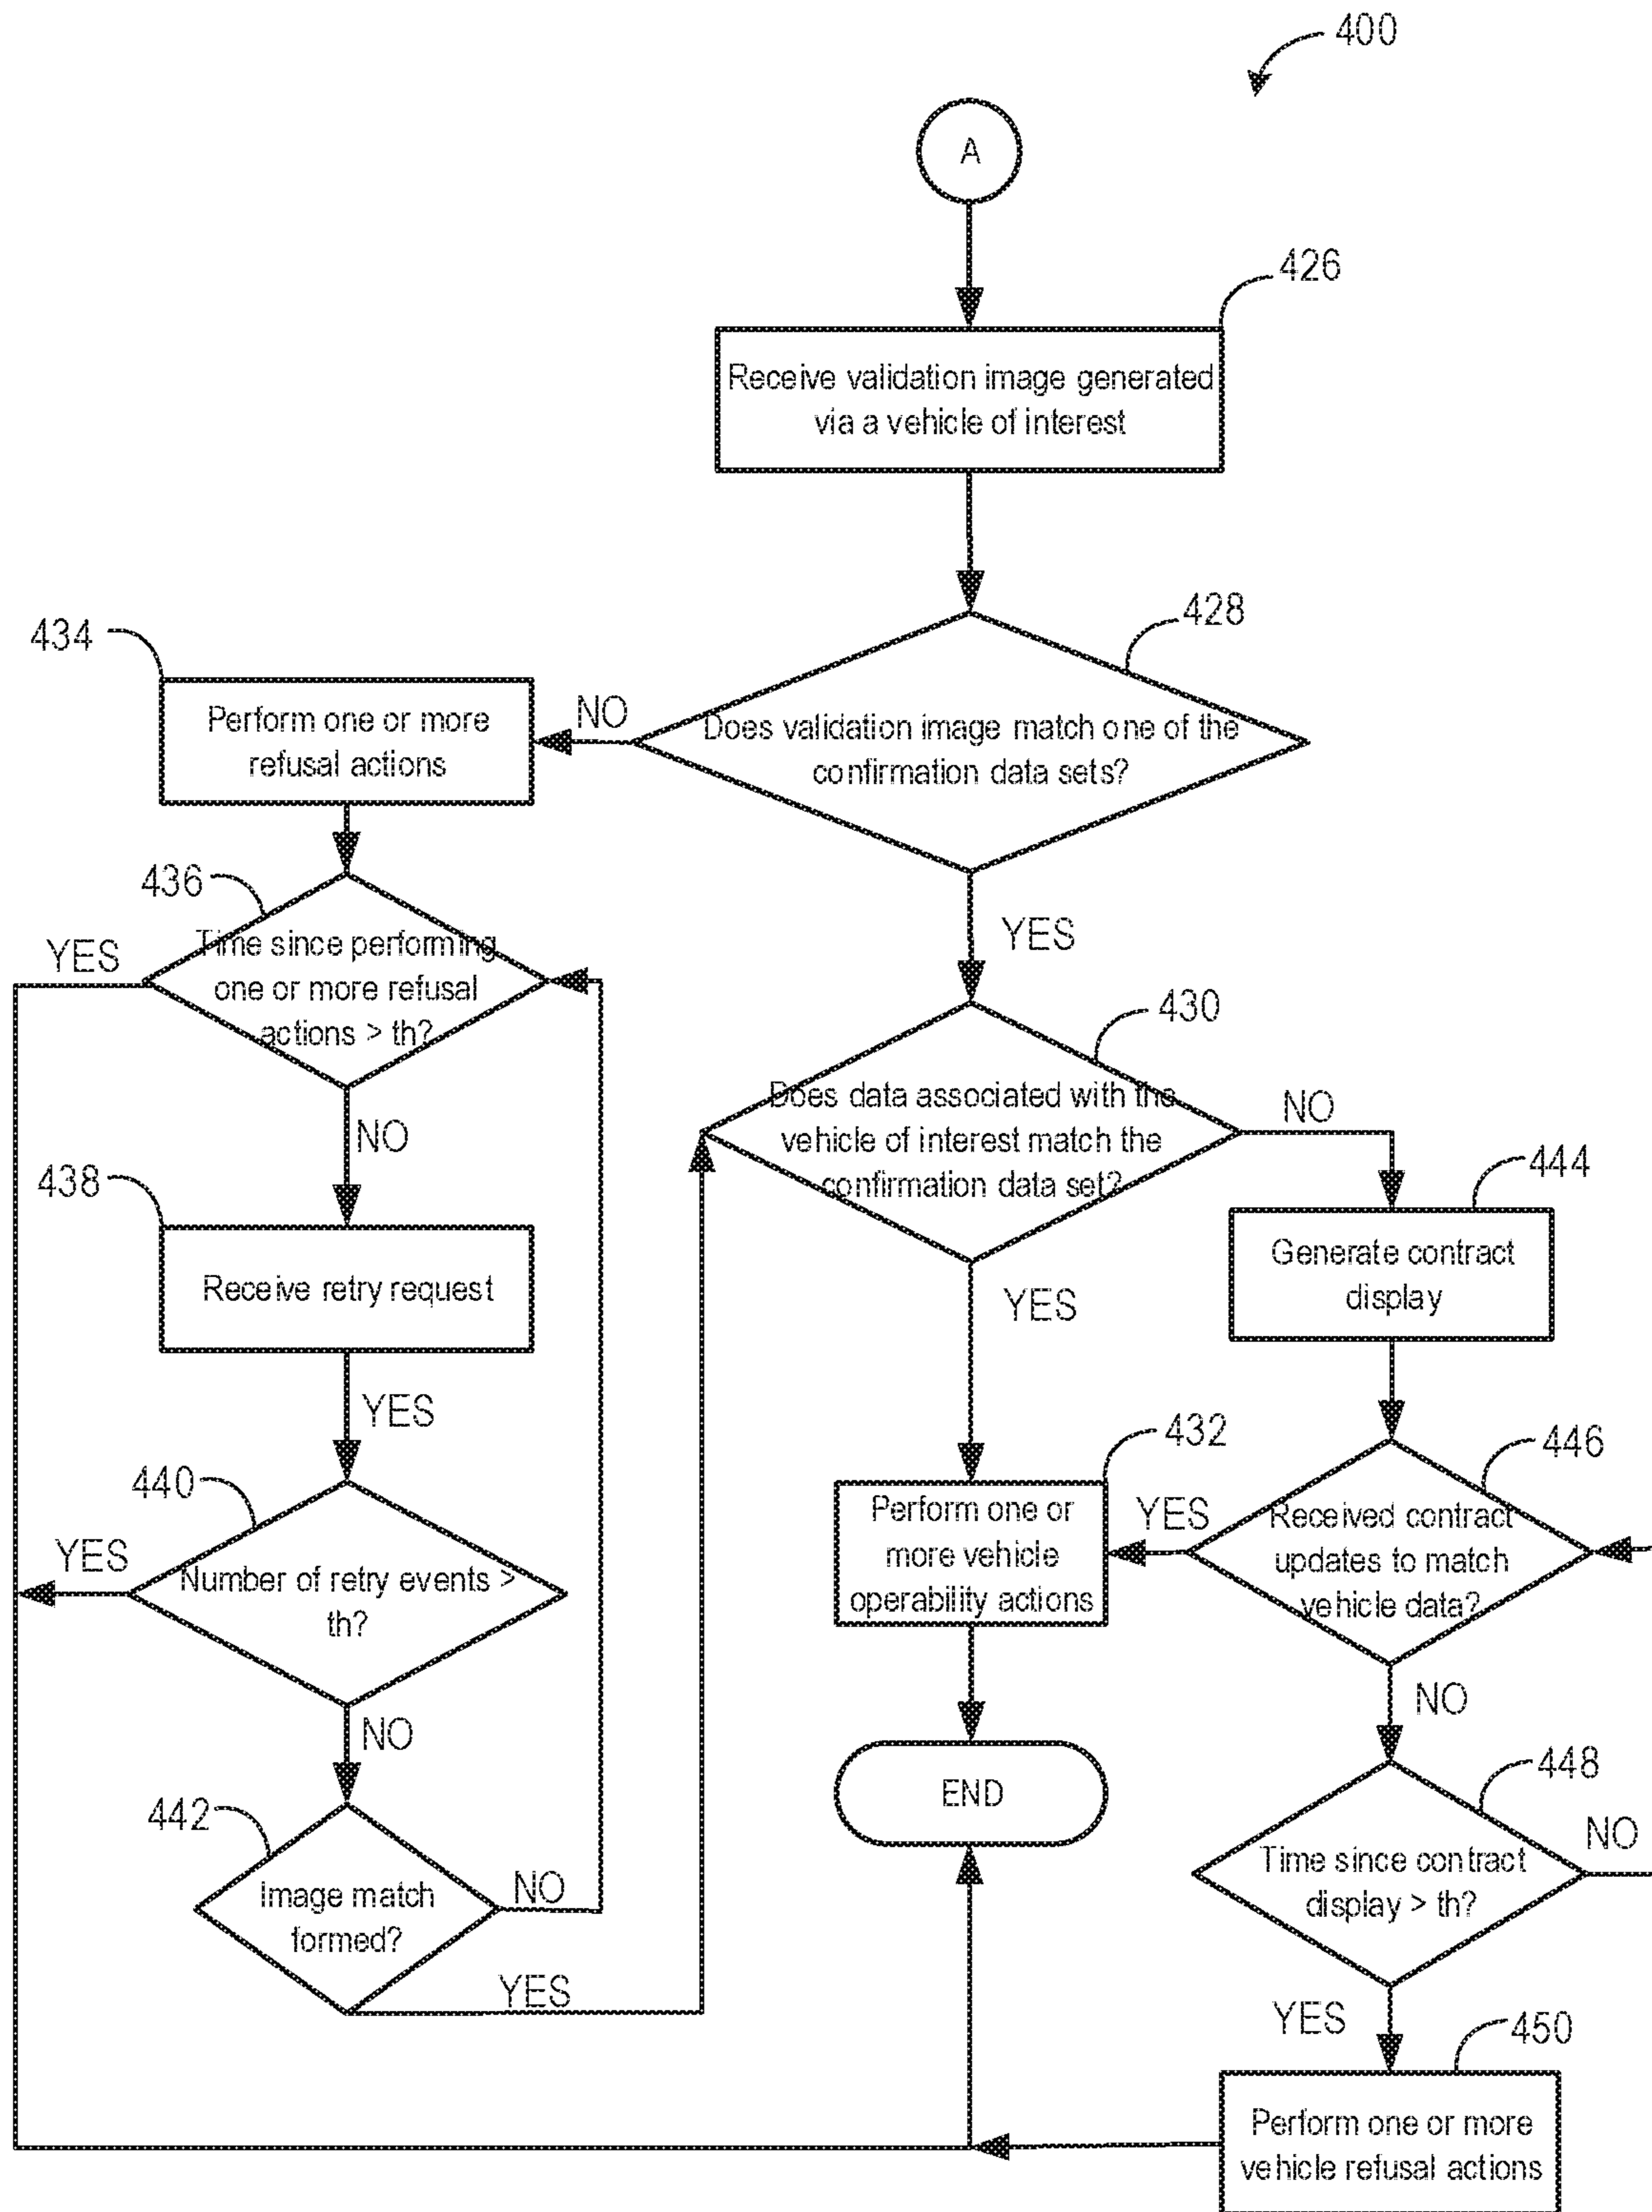 400
A
426
Receive validation image generated
via a vehicle of interest
428
Does validation image match one of the
confirmation data sets?
NO
434
Perform one or more
refusal actions
436
Time since performing
one or more refusal
actions > th?
YES
NO
438
Receive retry request
YES
440
Number of retry events >
th?
YES
NO
442
Image match
formed?
NO
YES
YES
430
Does data associated with the
vehicle of interest match the
confirmation data set?
NO
YES
444
Generate contract
display
432
Perform one or
more vehicle
operability actions
446
Received contract
updates to match
vehicle data?
YES
NO
END
448
Time since contract
display > th?
NO
YES
450
Perform one or more
vehicle refusal actions